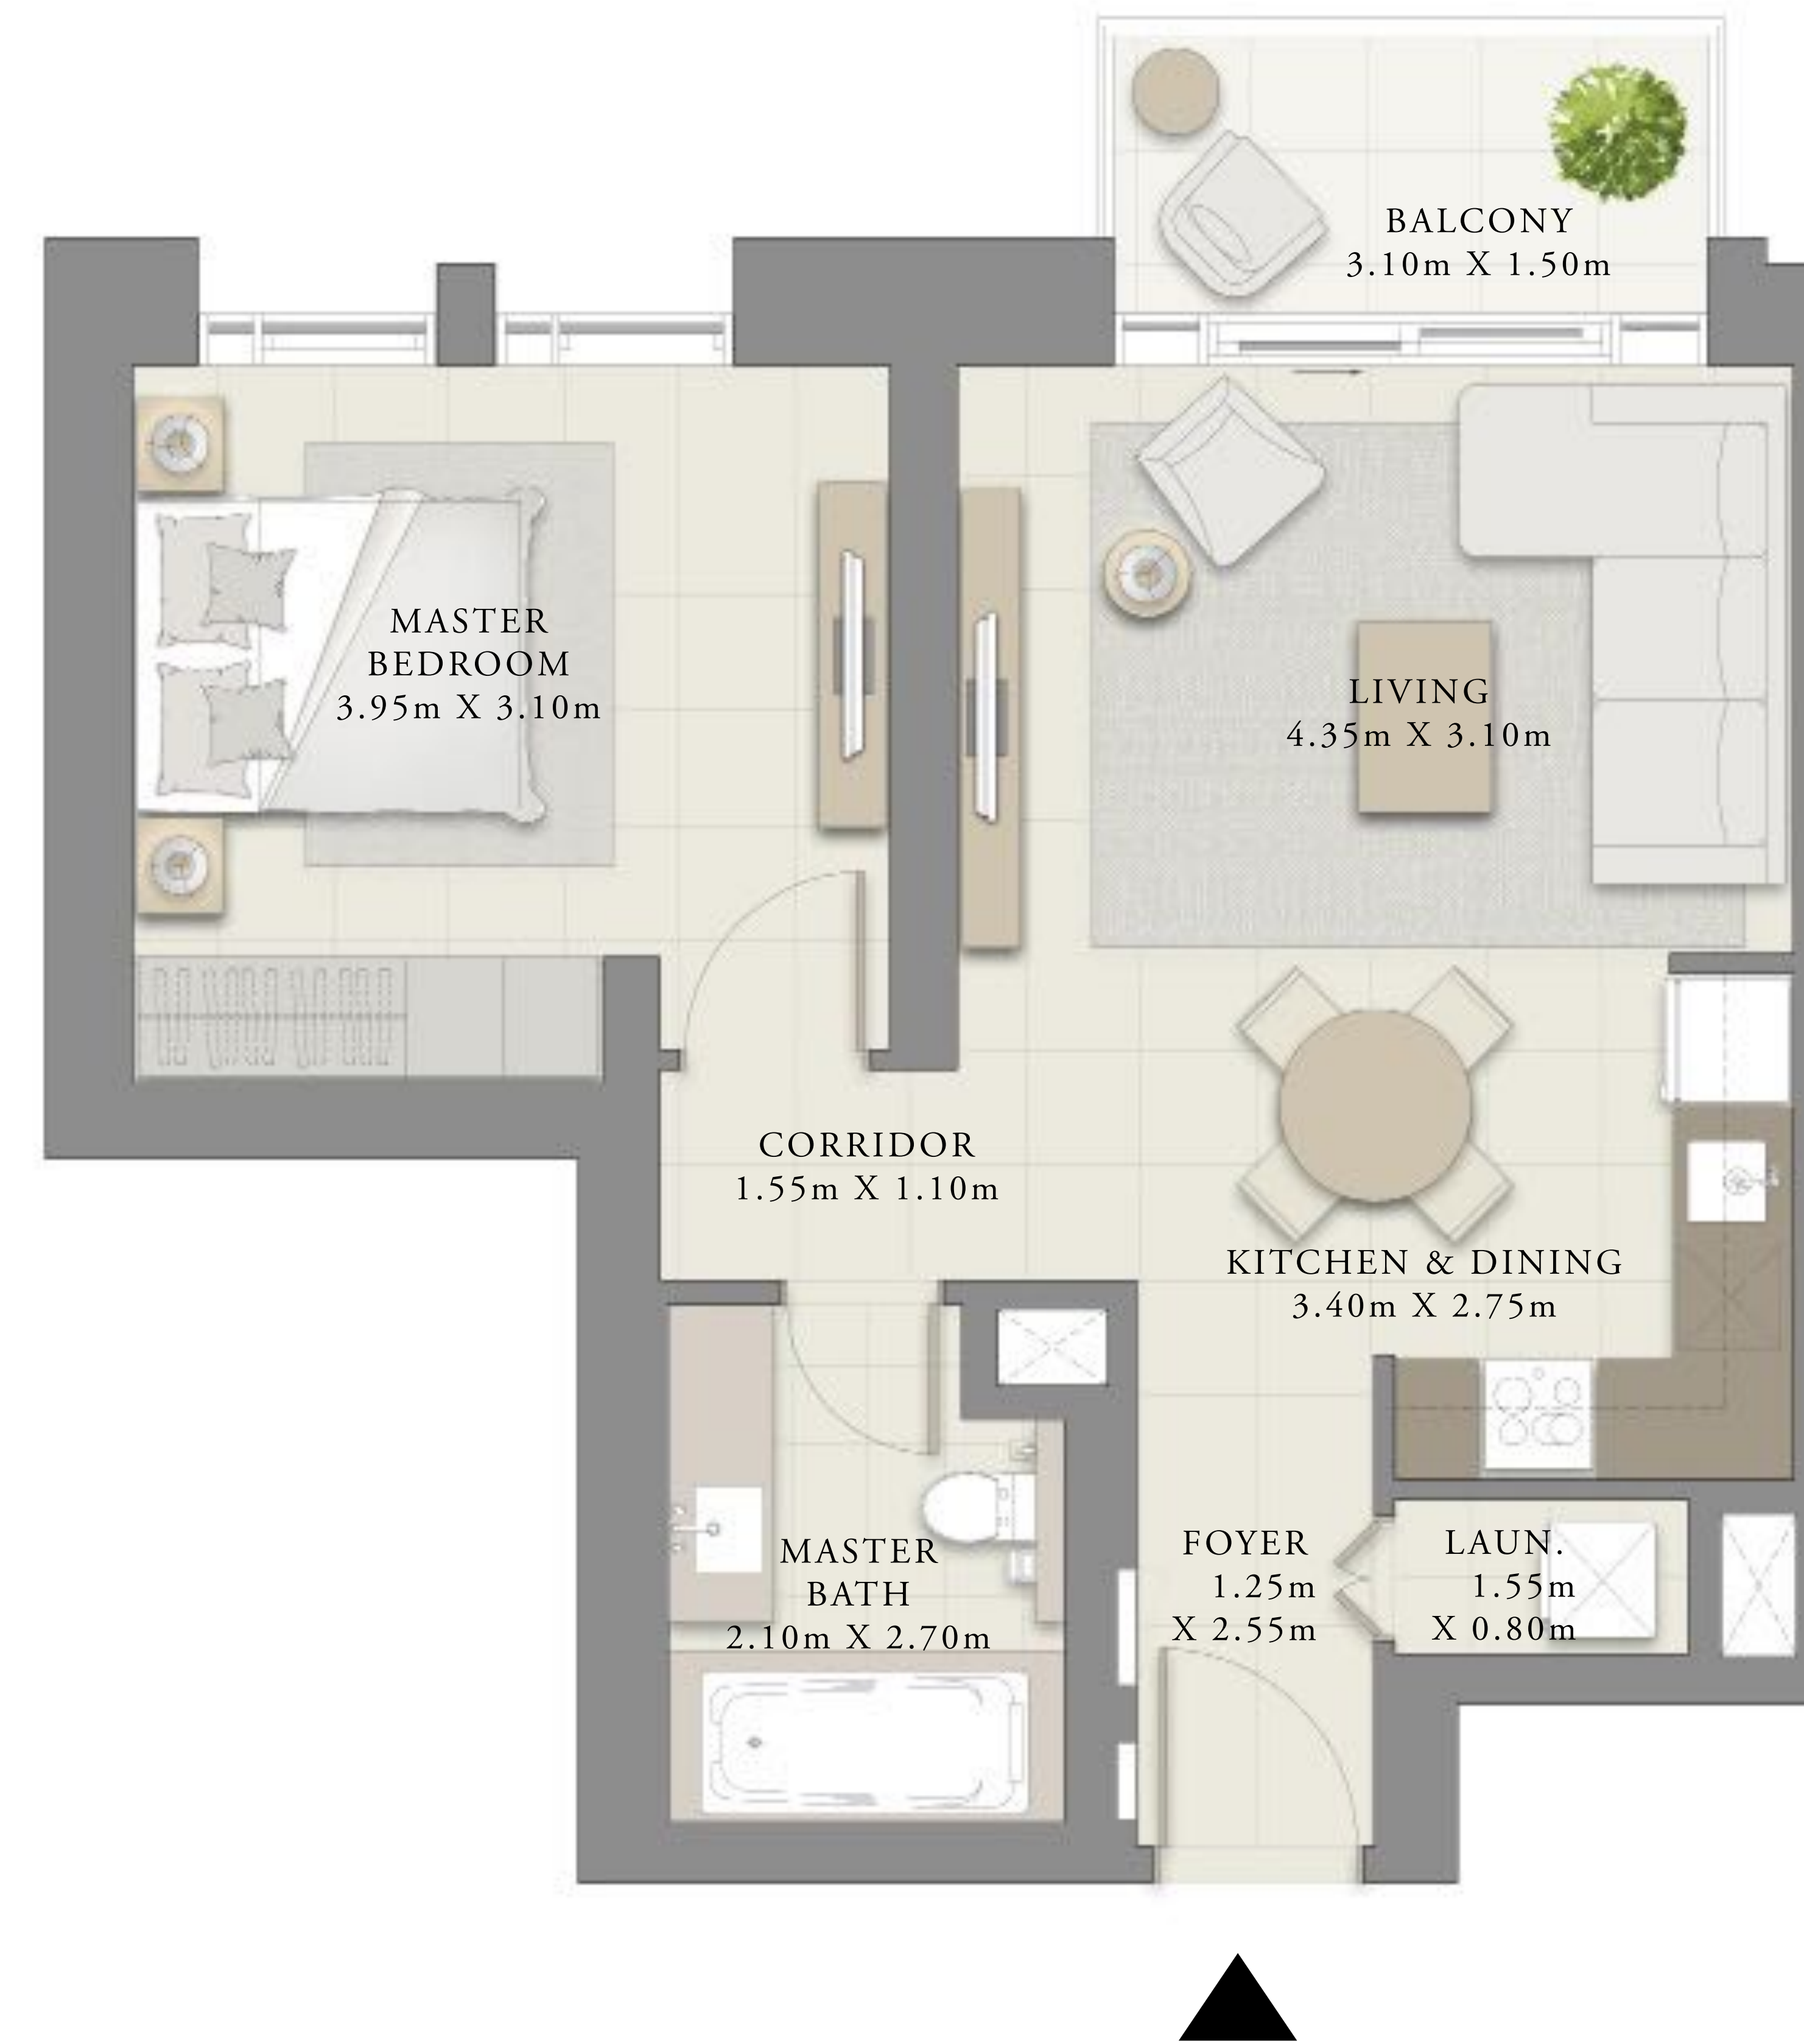 BALCONY
3.10m X 1.50m
MASTER
BEDROOM
3.95m X 3.10m
LIVING
4.35m X 3.10m
CORRIDOR
1.55m X 1.10m
KITCHEN & DINING
3.40m X 2.75m
MASTER
BATH
2.10m X 2.70m
FOYER
1.25m
X 2.55m
LAUN.
1.55m
X 0.80m